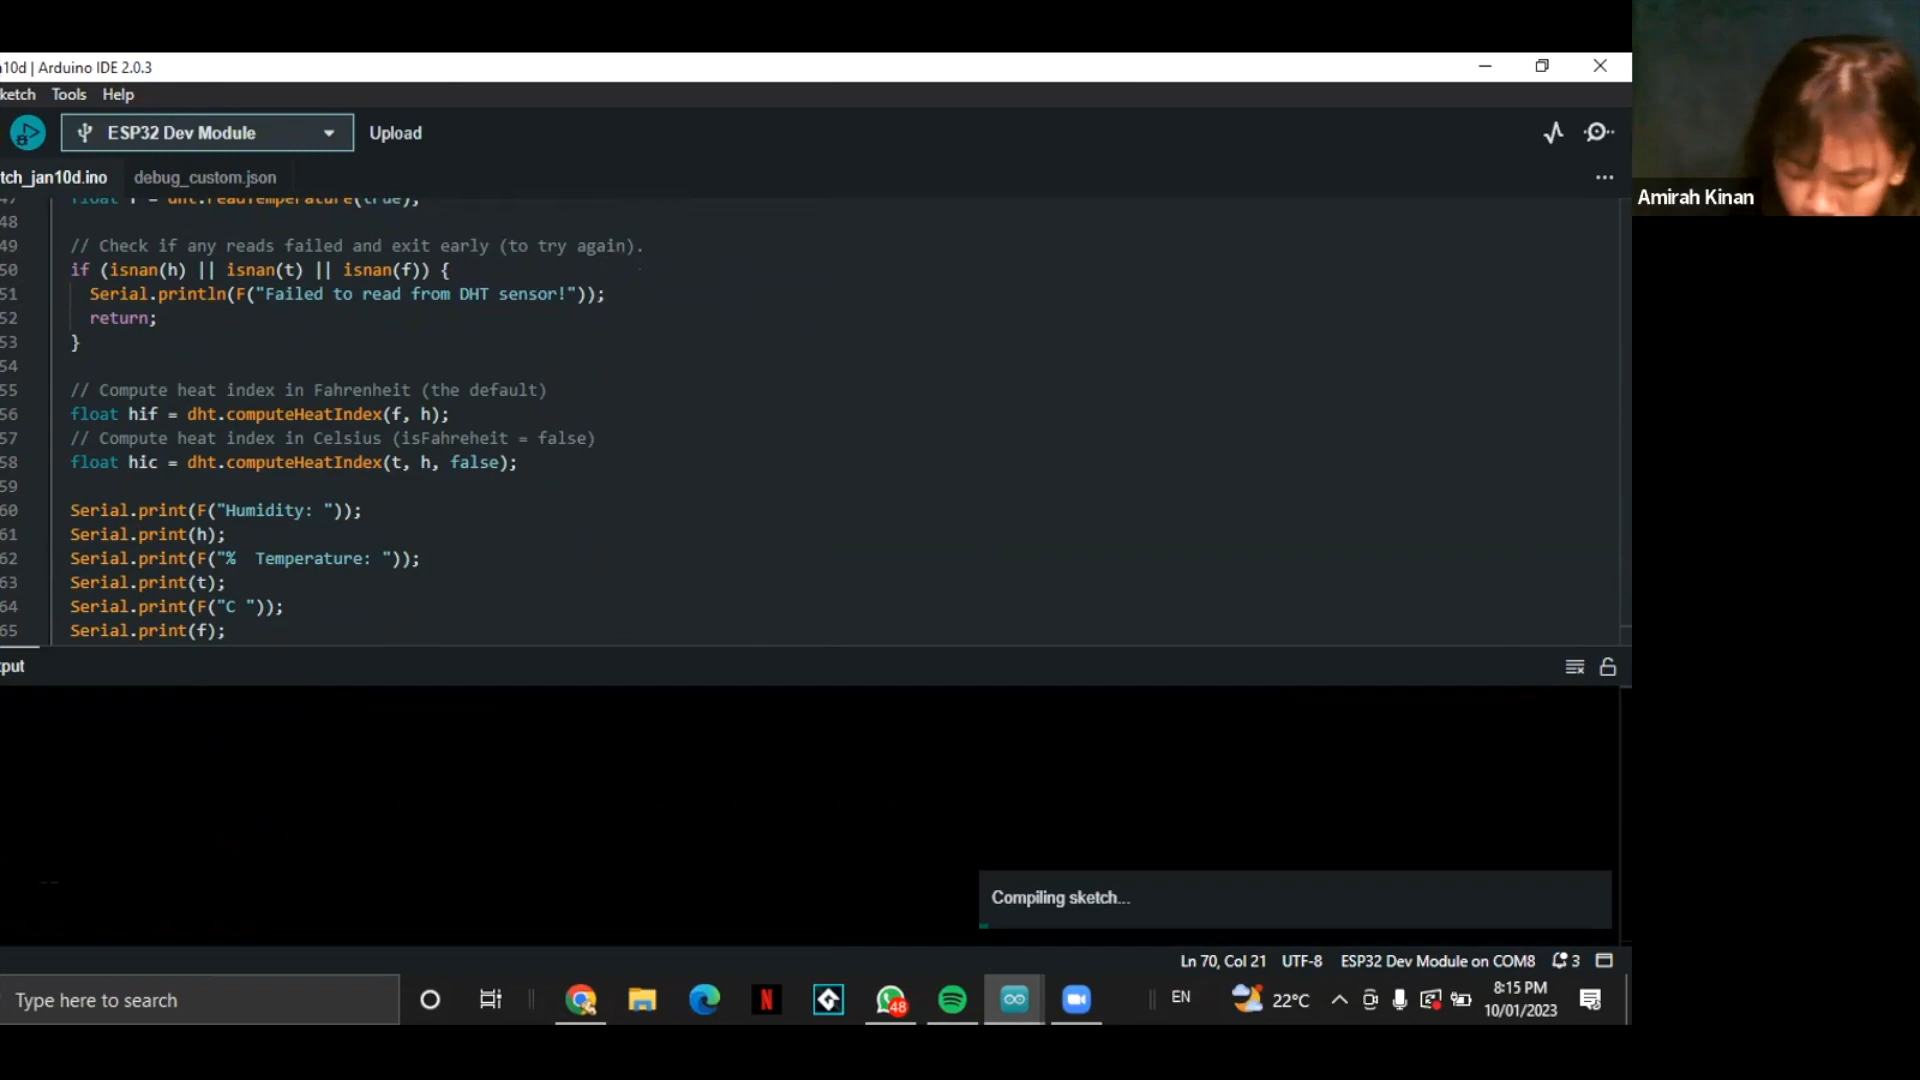 10d | Arduino IDE 2.0.3
ketch Tools Help
ESP32 Dev Module
Upload
tch_jan10d.ino
debug_custom.json
47 float f = dht.readTemperature(true);
48
49 // Check if any reads failed and exit early (to try again).
50 if (isnan(h) || isnan(t) || isnan(f)) {
51 Serial.println(F("Failed to read from DHT sensor!"));
52 return;
53 }
54
55 // Compute heat index in Fahrenheit (the default)
56 float hif = dht.computeHeatIndex(f, h);
57 // Compute heat index in Celsius (isFahreheit = false)
58 float hic = dht.computeHeatIndex(t, h, false);
59
60 Serial.print(F("Humidity: "));
61 Serial.print(h);
62 Serial.print(F("%  Temperature: "));
63 Serial.print(t);
64 Serial.print(F("C "));
65 Serial.print(f);
put
Compiling sketch...
Ln 70, Col 21 UTF-8 ESP32 Dev Module on COM8 3
Type here to search
N
48
EN
22°C
8:15 PM
10/01/2023
Amirah Kinan